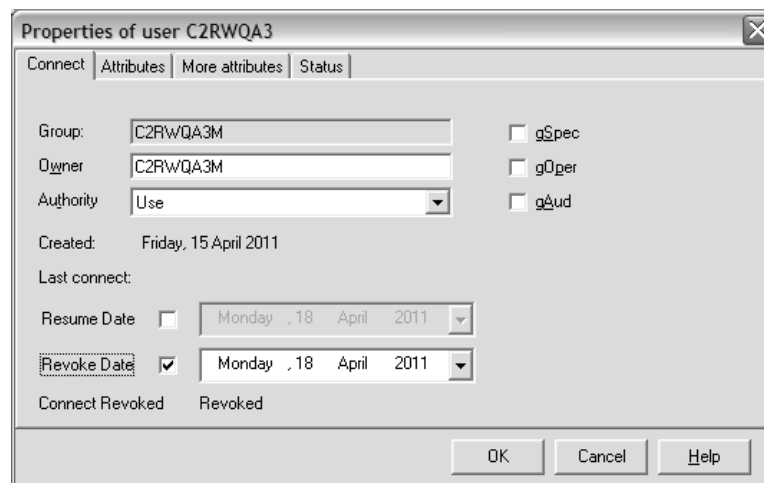 Properties of user C2RWQA3
Connect Attributes More attributes Status
Group: C2RWQA3M gSpec
Owner C2RWQA3M gOper
Authority Use gAud
Created: Friday, 15 April 2011
Last connect:
Resume Date Monday , 18 April 2011
Revoke Date Monday , 18 April 2011
Connect Revoked Revoked
OK Cancel Help